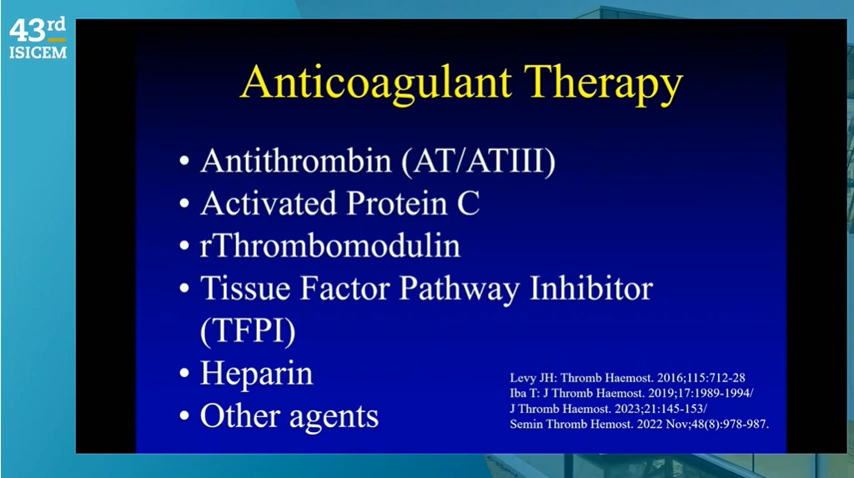 43rd
ISICEM
Anticoagulant Therapy
• Antithrombin (AT/ATIII)
• Activated Protein C
• rThrombomodulin
• Tissue Factor Pathway Inhibitor
(TFPI)
• Heparin
• Other agents
Levy JH: Thromb Haemost. 2016;115:712-28
Iba T: J Thromb Haemost. 2019;17:1989-1994/
J Thromb Haemost. 2023;21:145-153/
Semin Thromb Hemost. 2022 Nov;48(8):978-987.